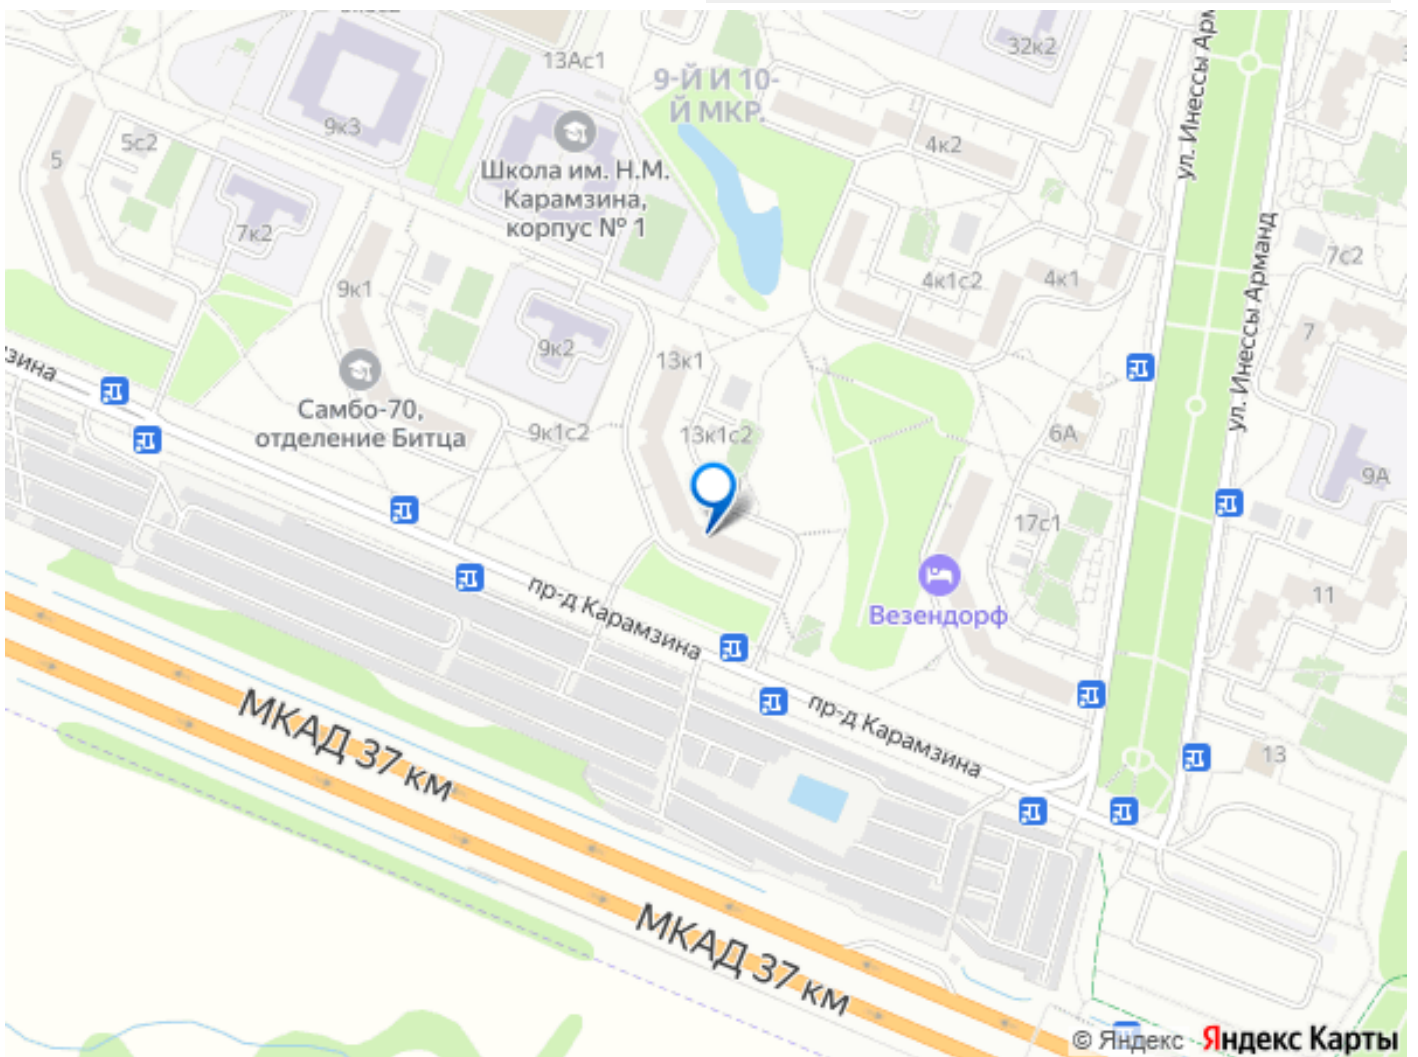 13Ас1
32к2
9-Й И 10-
Й МКР.
ул. Инессы Арм
9к3
5с2
5
4к2
Школа им. Н.М.
Карамзина,
корпус № 1
7к2
ул. Инессы Арманд
7с2
9к1
4к1с2
4к1
7
9к2
13к1
зина
Самбо-70,
отделение Битца
9к1с2
13к1с2
6А
9А
17с1
Везендорф
11
пр-д Карамзина
пр-д Карамзина
13
МКАД 37 км
МКАД 37 км
© Яндекс Яндекс Карты